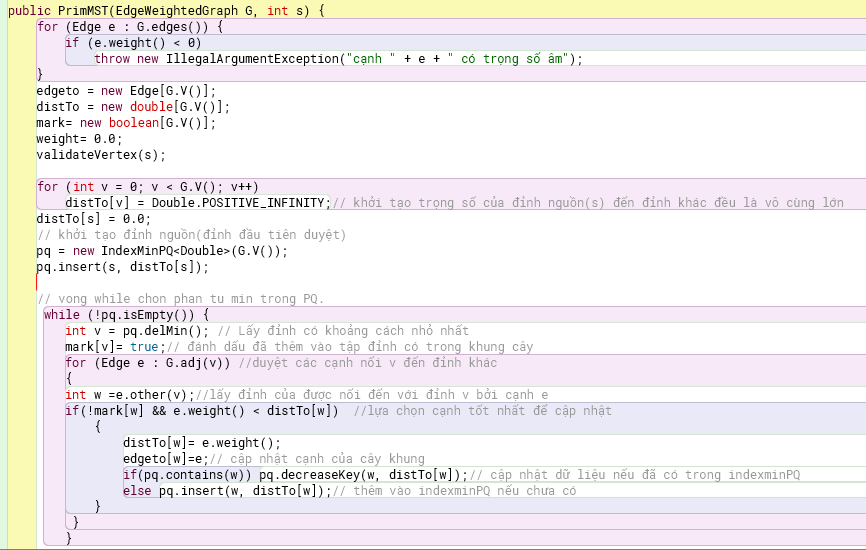 public PrimMST(EdgeWeightedGraph G, int s) {
for (Edge e : G.edges()) {
if (e.weight() < 0)
throw new IllegalArgumentException("cạnh " + e + " có trọng số âm");
}
edgeto = new Edge[G.V()];
distTo = new double[G.V()];
mark= new boolean[G.V()];
weight= 0.0;
validateVertex(s);
for (int v = 0; v < G.V(); v++)
distTo[v] = Double.POSITIVE_INFINITY;// khởi tạo trọng số của đỉnh nguồn(s) đến đỉnh khác đều là vô cùng lớn
distTo[s] = 0.0;
// khởi tạo đỉnh nguồn(đỉnh đầu tiên duyệt)
pq = new IndexMinPQ<Double>(G.V());
pq.insert(s, distTo[s]);
// vong while chon phan tu min trong PQ.
while (!pq.isEmpty()) {
int v = pq.delMin(); // Lấy đỉnh có khoảng cách nhỏ nhất
mark[v]= true;// đánh dấu đã thêm vào tập đỉnh có trong khung cây
for (Edge e : G.adj(v)) //duyệt các cạnh nối v đến đỉnh khác
{
int w =e.other(v);//lấy đỉnh của được nối đến với đỉnh v bởi cạnh e
if(!mark[w] && e.weight() < distTo[w])  //lựa chọn cạnh tốt nhất để cập nhật
{
distTo[w]= e.weight();
edgeto[w]=e;// cập nhật cạnh của cây khung
if(pq.contains(w)) pq.decreaseKey(w, distTo[w]);// cập nhật dữ liệu nếu đã có trong indexminPQ
else pq.insert(w, distTo[w]);// thêm vào indexminPQ nếu chưa có
}
}
}